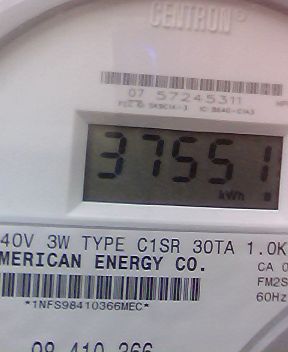 CENTRON®
07 57245311
37551
kWh
40V 3W TYPE C1SR 30TA 1.0K
MERICAN ENERGY CO.
CA 0
FM2S
60Hz
*1NFS98410366MEC*
09 410 366